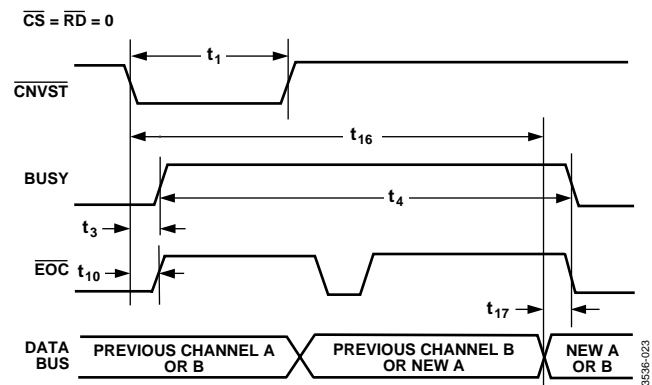 CS = RD = 0
t1
CNVST
t16
BUSY
t4
t3
EOC
t10
t17
DATA BUS
PREVIOUS CHANNEL A OR B
PREVIOUS CHANNEL B OR NEW A
NEW A OR B
3536-023